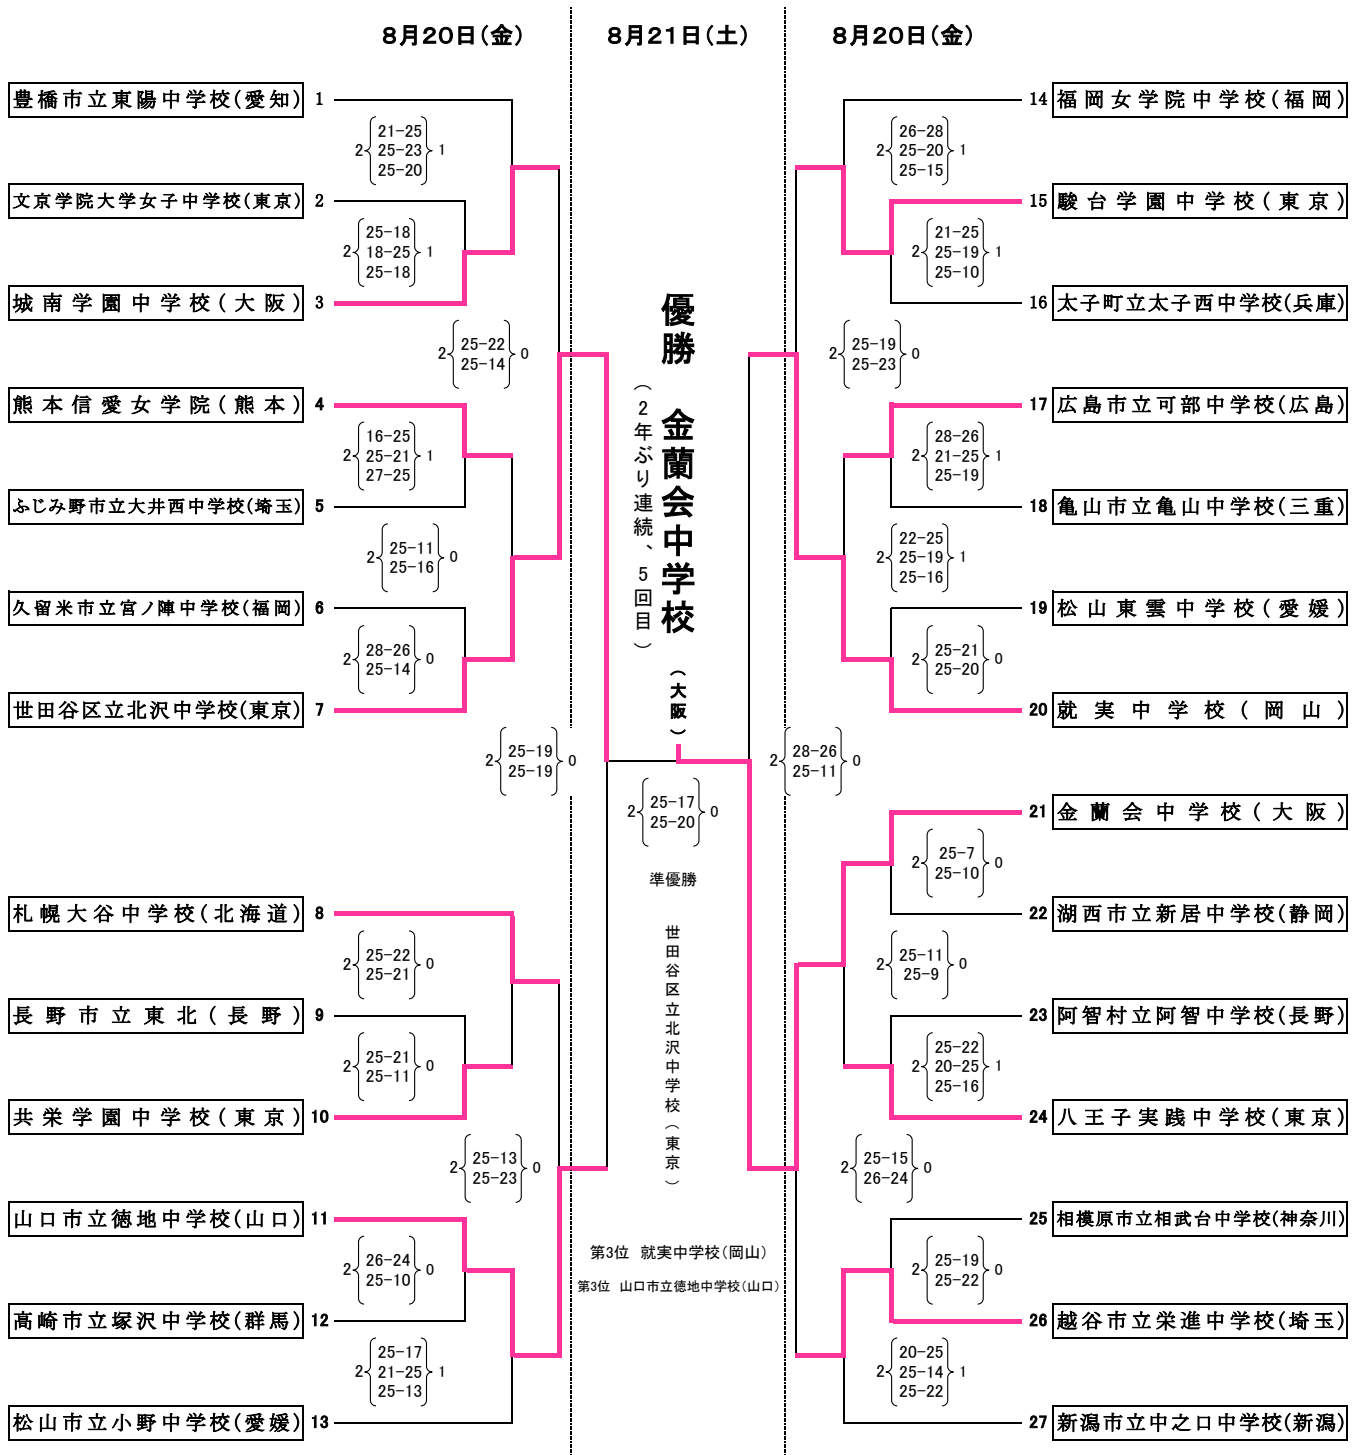 8月20日(金)
8月21日(土)
8月20日(金)
豊橋市立東陽中学校(愛知) 1
2 21-25 25-23 25-20 1
文京学院大学女子中学校(東京) 2
2 25-18 18-25 25-18 1
城南学園中学校(大阪) 3
2 25-22 25-14 0
熊本信愛女学院(熊本) 4
2 16-25 25-21 27-25 1
ふじみ野市立大井西中学校(埼玉) 5
2 25-11 25-16 0
久留米市立宮ノ陣中学校(福岡) 6
2 28-26 25-14 0
世田谷区立北沢中学校(東京) 7
2 25-19 25-19 0
札幌大谷中学校(北海道) 8
2 25-22 25-21 0
長野市立東北(長野) 9
2 25-21 25-11 0
共栄学園中学校(東京) 10
2 25-13 25-23 0
山口市立徳地中学校(山口) 11
2 26-24 25-10 0
高崎市立塚沢中学校(群馬) 12
2 25-17 21-25 25-13 1
松山市立小野中学校(愛媛) 13
優勝 金蘭会中学校(大阪)
(2年ぶり連続、5回目)
2 25-17 25-20 0
準優勝
世田谷区立北沢中学校(東京)
第3位 就実中学校(岡山)
第3位 山口市立徳地中学校(山口)
14 福岡女学院中学校(福岡)
2 26-28 25-20 25-15 1
15 駿台学園中学校(東京)
2 21-25 25-19 25-10 1
16 太子町立太子西中学校(兵庫)
2 25-19 25-23 0
17 広島市立可部中学校(広島)
2 28-26 21-25 25-19 1
18 亀山市立亀山中学校(三重)
2 22-25 25-19 25-16 1
19 松山東雲中学校(愛媛)
2 25-21 25-20 0
20 就実中学校(岡山)
2 28-26 25-11 0
21 金蘭会中学校(大阪)
2 25-7 25-10 0
22 湖西市立新居中学校(静岡)
2 25-11 25-9 0
23 阿智村立阿智中学校(長野)
2 25-22 20-25 25-16 1
24 八王子実践中学校(東京)
2 25-15 26-24 0
25 相模原市立相武台中学校(神奈川)
2 25-19 25-22 0
26 越谷市立栄進中学校(埼玉)
2 20-25 25-14 25-22 1
27 新潟市立中之口中学校(新潟)